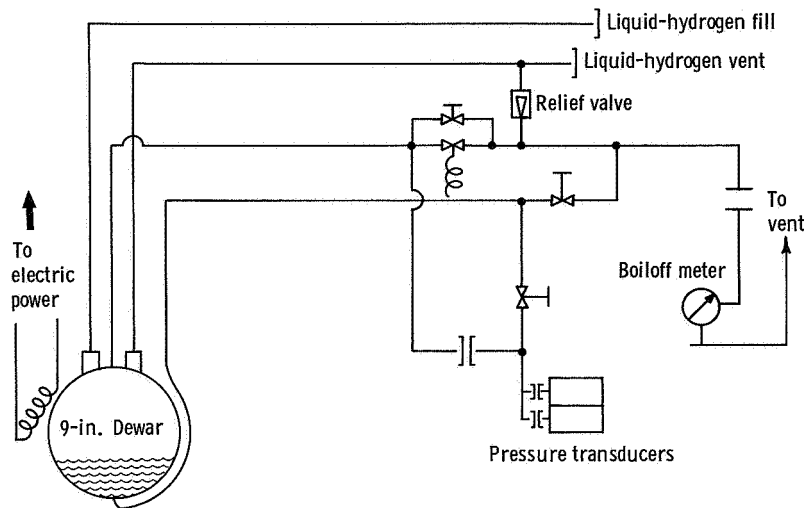 Liquid-hydrogen fill
Liquid-hydrogen vent
Relief valve
To
electric
power
To
vent
Boiloff meter
9-in. Dewar
Pressure transducers